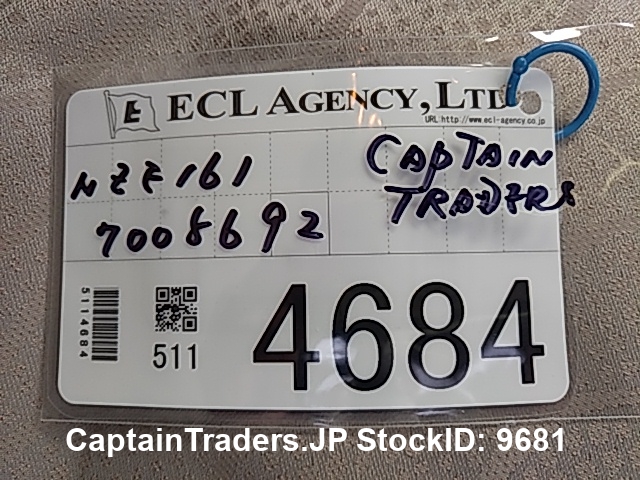 E ECL AGENCY, LTD
URL:http://www.ecl-agency.co.jp
NZE161
CAPTAIN
TRADERS
7008692
5114684
511
4684
CaptainTraders.JP StockID: 9681